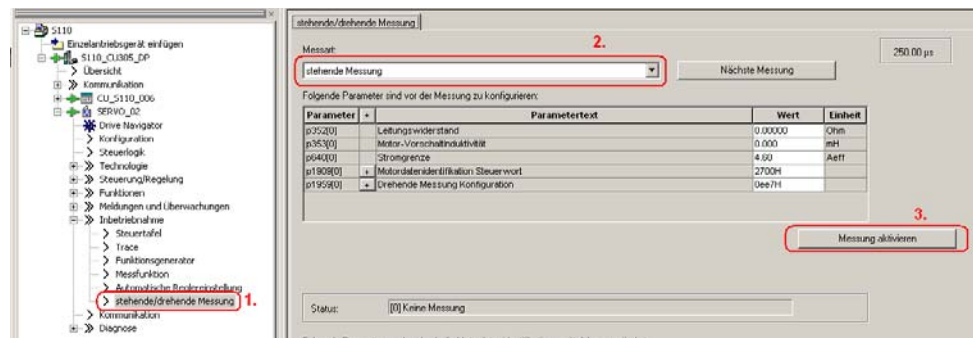 S110
Einzelantriebsgerät einfügen
S110_CU305_DP
Übersicht
Kommunikation
CU_S110_006
SERVO_02
Drive Navigator
Konfiguration
Steuerlogik
Technologie
Steuerung/Regelung
Funktionen
Meldungen und Überwachungen
Inbetriebnahme
Steuertafel
Trace
Funktionsgenerator
Messfunktion
Automatische Reglereinstellung
stehende/drehende Messung 1.
Kommunikation
Diagnose
stehende/drehende Messung
Messart:
2.
250.00 µs
stehende Messung
Nächste Messung
Folgende Parameter sind vor der Messung zu konfigurieren:
Parameter + Parametertext Wert Einheit
p352[0] Leitungswiderstand 0.00000 Ohm
p353[0] Motor-Vorschaltinduktivität 0.000 mH
p640[0] Stromgrenze 4.60 Aeff
p1909[0] + Motordatenidentifikation Steuerwort 2700H
p1959[0] + Drehende Messung Konfiguration 0ee7H
3.
Messung aktivieren
Status: [0] Keine Messung